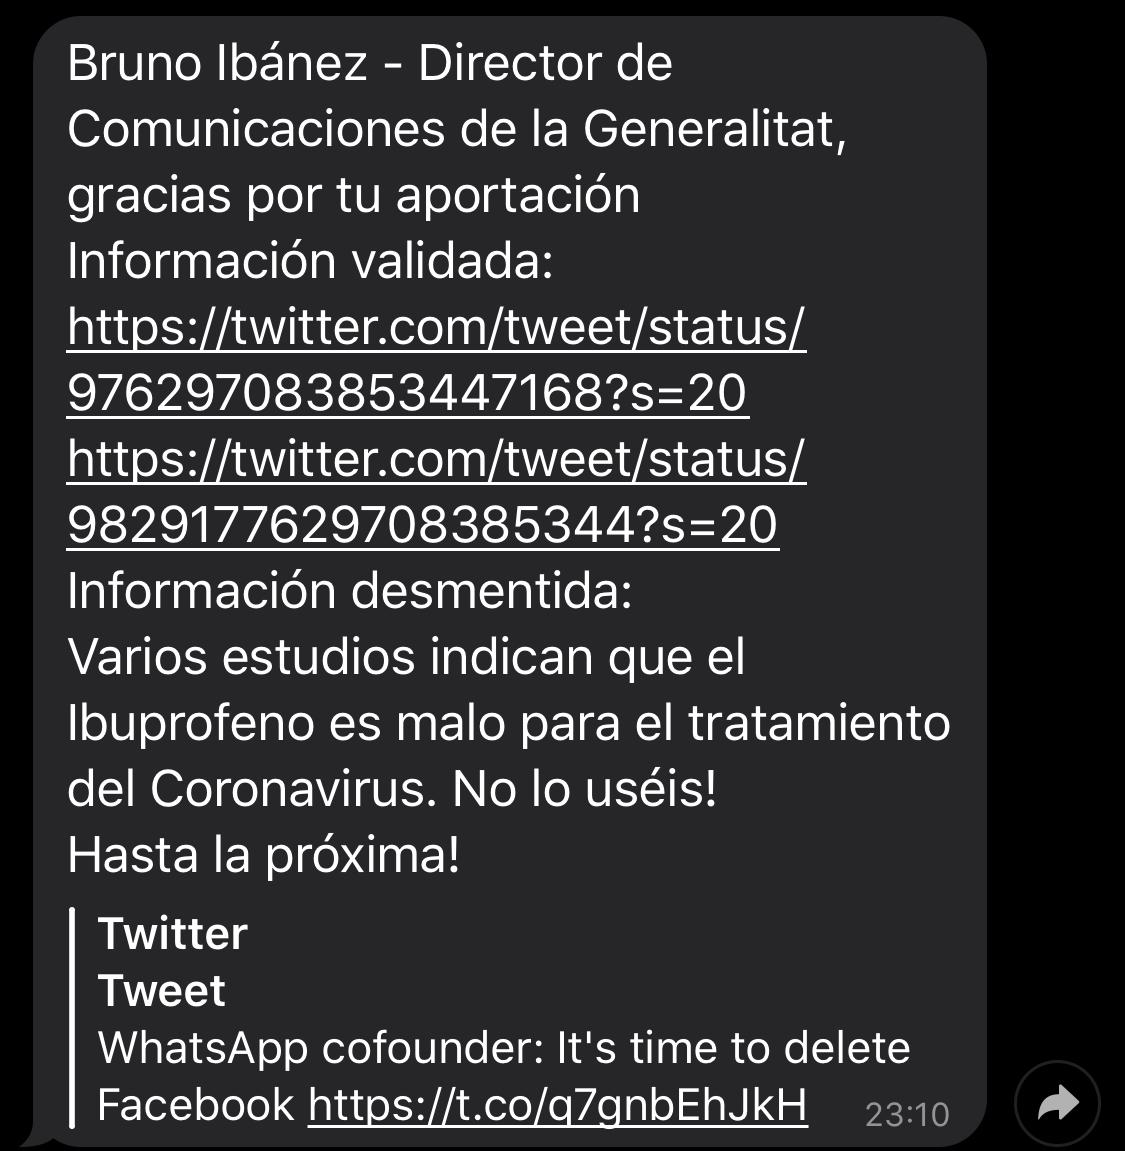 Bruno Ibánez - Director de
Comunicaciones de la Generalitat,
gracias por tu aportación
Información validada:
https://twitter.com/tweet/status/
976297083853447168?s=20
https://twitter.com/tweet/status/
98291776297083​85344?s=20
Información desmentida:
Varios estudios indican que el
Ibuprofeno es malo para el tratamiento
del Coronavirus. No lo uséis!
Hasta la próxima!
Twitter
Tweet
WhatsApp cofounder: It's time to delete
Facebook https://t.co/q7gnbEhJkH
23:10